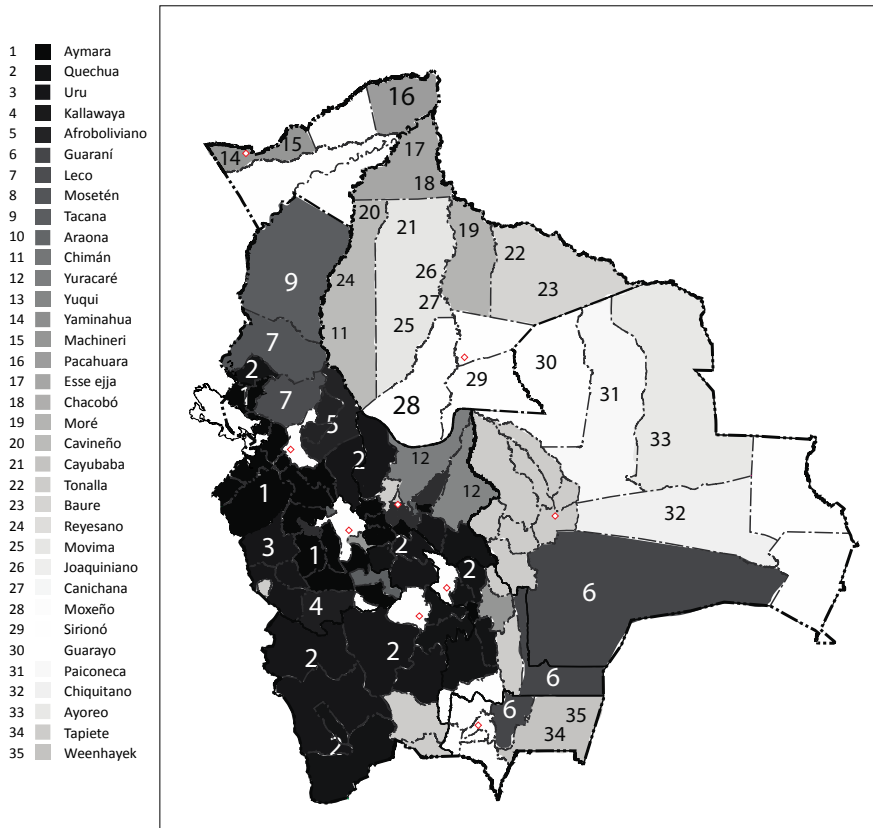 1 Aymara
2 Quechua
3 Uru
4 Kallawaya
5 Afroboliviano
6 Guaraní
7 Leco
8 Mosetén
9 Tacana
10 Araona
11 Chimán
12 Yuracaré
13 Yuqui
14 Yaminahua
15 Machineri
16 Pacahuara
17 Esse ejja
18 Chacobó
19 Moré
20 Cavineño
21 Cayubaba
22 Tonalla
23 Baure
24 Reyesano
25 Movima
26 Joaquiniano
27 Canichana
28 Moxeño
29 Sirionó
30 Guarayo
31 Paiconeca
32 Chiquitano
33 Ayoreo
34 Tapiete
35 Weenhayek
16
15
14
17
18
20
21
19
22
26
24
9
23
27
11
25
7
30
2
29
1
7
28
31
5
33
2
12
12
1
32
3
1
2
2
6
4
2
2
6
6
35
34
2